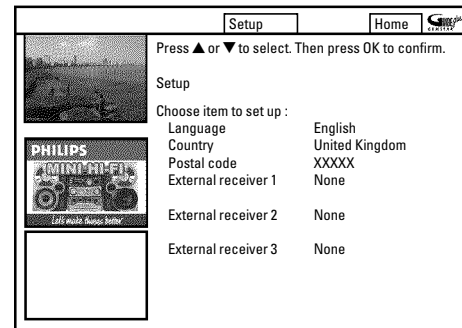 Setup
Home
GUIDE Plus+
GEMSTAR
Press ▲ or ▼ to select. Then press OK to confirm.
Setup
Choose item to set up :
Language English
Country United Kingdom
Postal code XXXXX
External receiver 1 None
External receiver 2 None
External receiver 3 None
PHILIPS
MINI-HI-FI
Let's make things better